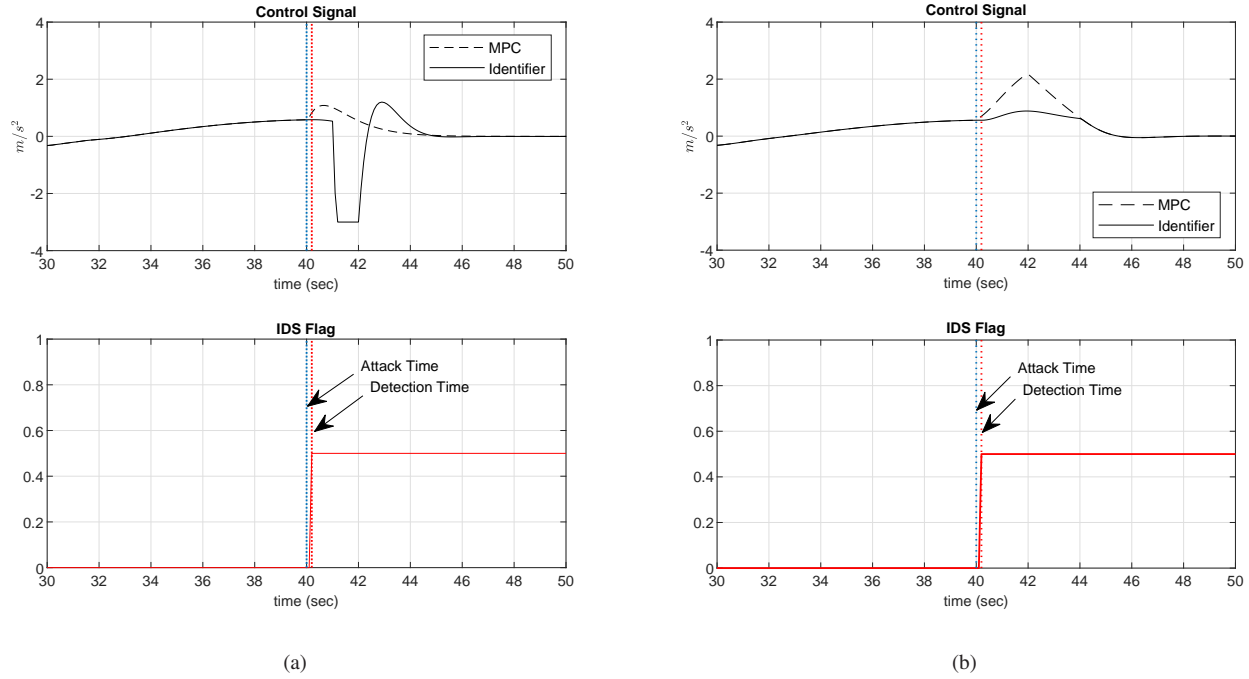 Control Signal
4
2
0
-2
-4
m/s²
MPC
Identifier
30 32 34 36 38 40 42 44 46 48 50
time (sec)
IDS Flag
1
0.8
0.6
0.4
0.2
0
Attack Time
Detection Time
30 32 34 36 38 40 42 44 46 48 50
time (sec)
(a)
Control Signal
4
2
0
-2
-4
m/s²
MPC
Identifier
30 32 34 36 38 40 42 44 46 48 50
time (sec)
IDS Flag
1
0.8
0.6
0.4
0.2
0
Attack Time
Detection Time
30 32 34 36 38 40 42 44 46 48 50
time (sec)
(b)